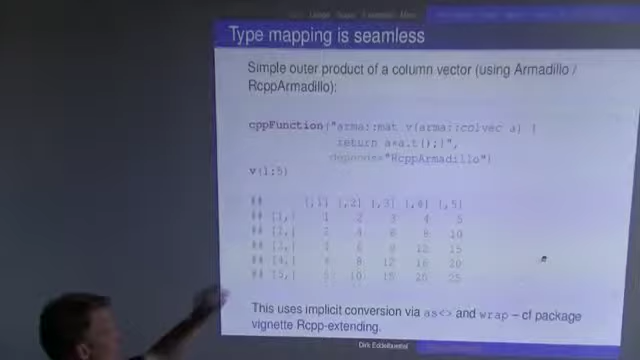 Type mapping is seamless
Simple outer product of a column vector (using Armadillo /
RcppArmadillo):
cppFunction("arma::mat v(arma::colvec a) {
return a*a.t();}",
depends="RcppArmadillo")
v(1:5)
## [,1] [,2] [,3] [,4] [,5]
## [1,] 1 2 3 4 5
## [2,] 2 4 6 8 10
## [3,] 3 6 9 12 15
## [4,] 4 8 12 16 20
## [5,] 5 10 15 20 25
This uses implicit conversion via as<> and wrap – cf package
vignette Rcpp-extending.
Dirk Eddelbuettel